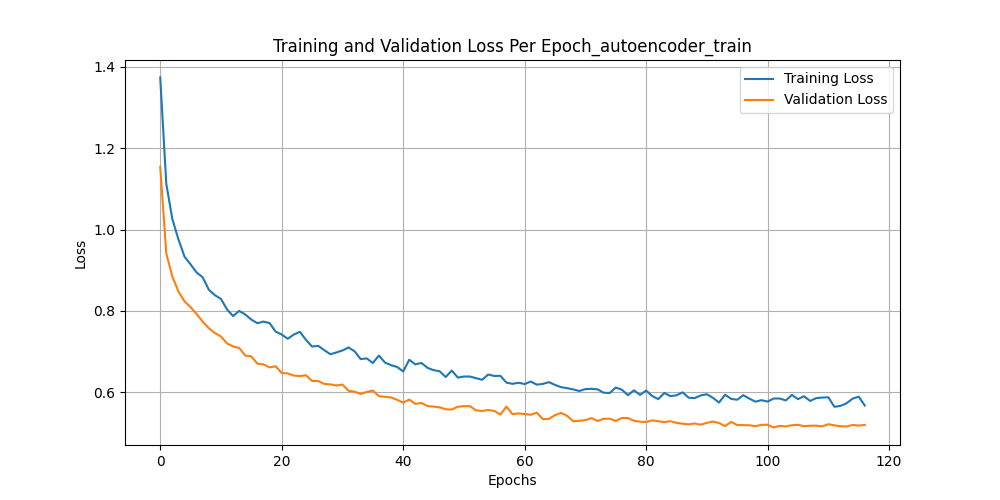 Training and Validation Loss Per Epoch_autoencoder_train
Training Loss
Validation Loss
Loss
1.4
1.2
1.0
0.8
0.6
0
20
40
60
80
100
120
Epochs